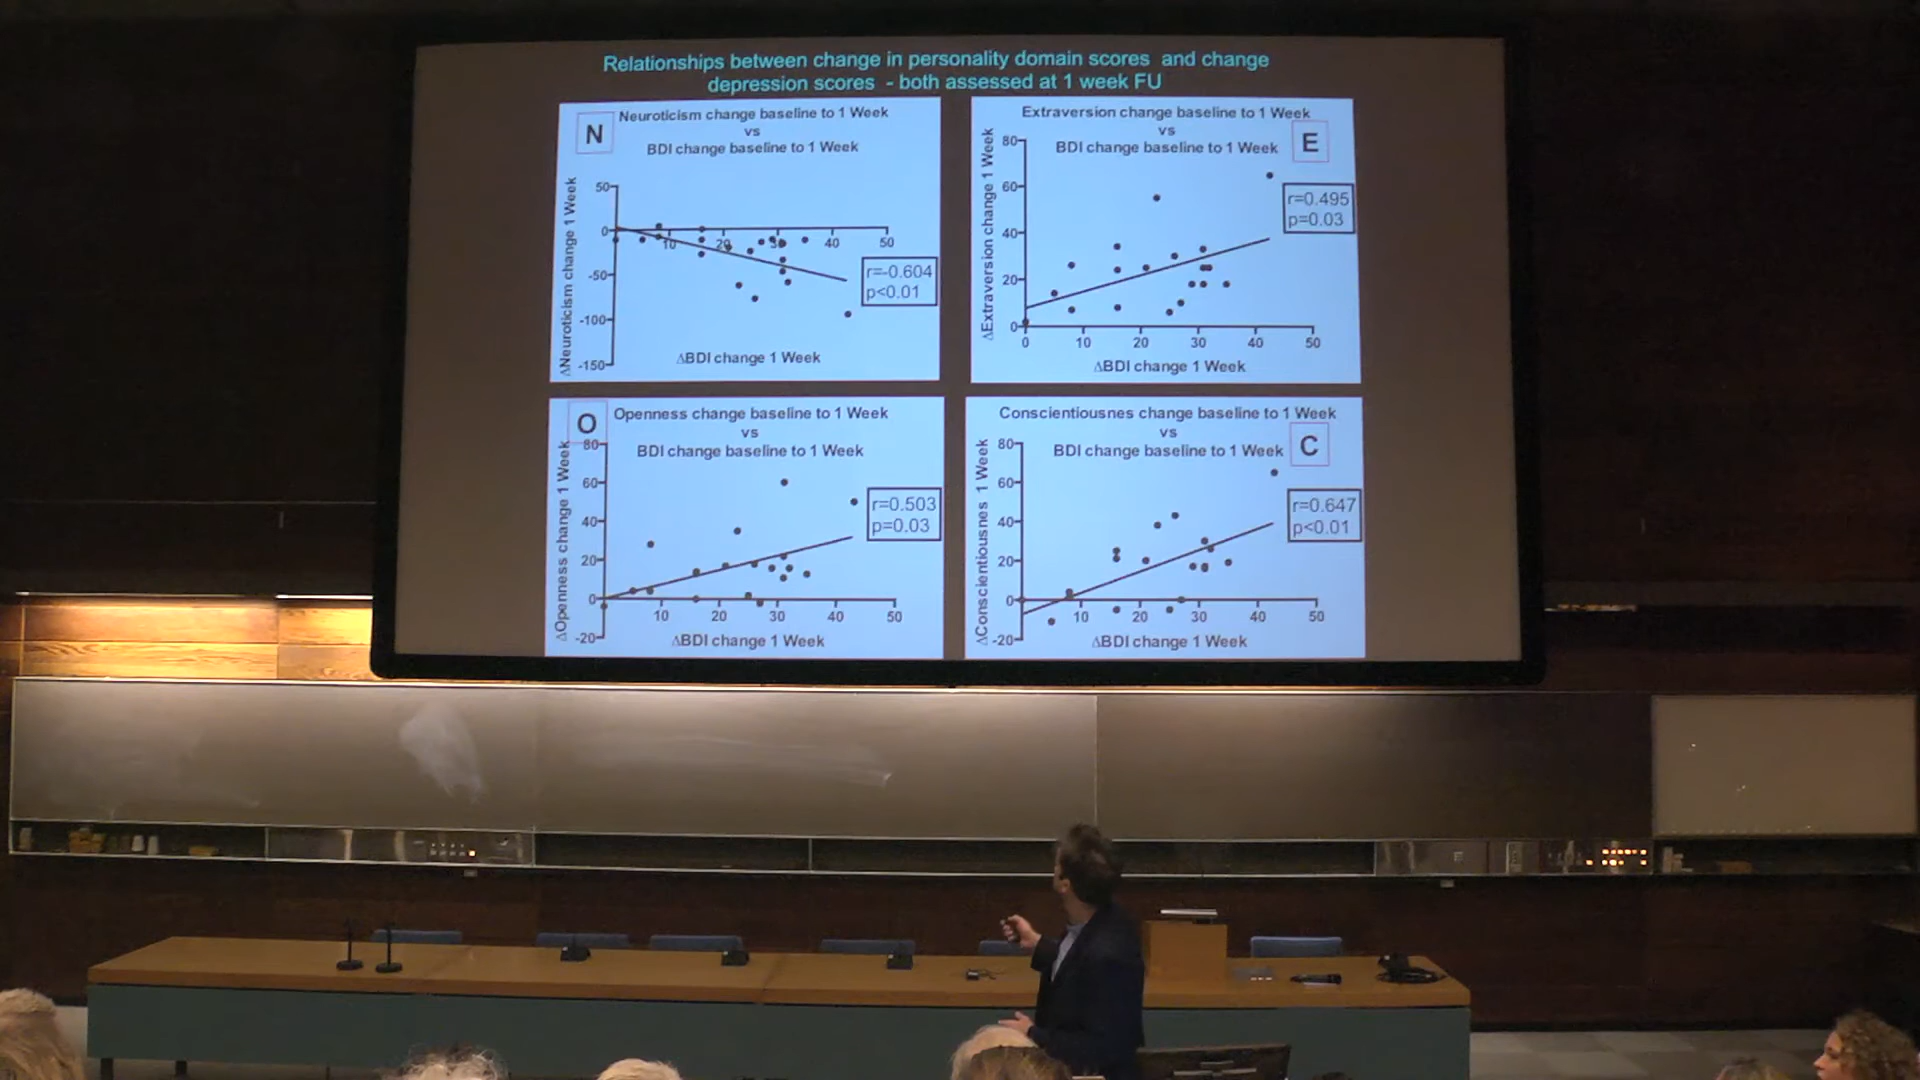 Relationships between change in personality domain scores and change
depression scores - both assessed at 1 week FU
N
Neuroticism change baseline to 1 Week
vs
BDI change baseline to 1 Week
ΔNeuroticism change 1 Week
50
0
-50
-100
-150
10
20
30
40
50
r=-0.604
p<0.01
ΔBDI change 1 Week
Extraversion change baseline to 1 Week
vs
BDI change baseline to 1 Week
E
ΔExtraversion change 1 Week
80
60
40
20
0
r=0.495
p=0.03
0
10
20
30
40
50
ΔBDI change 1 Week
O
Openness change baseline to 1 Week
vs
BDI change baseline to 1 Week
ΔOpenness change 1 Week
80
60
40
20
0
-20
r=0.503
p=0.03
10
20
30
40
50
ΔBDI change 1 Week
Conscientiousnes change baseline to 1 Week
vs
BDI change baseline to 1 Week
C
ΔConscientiousnes 1 Week
80
60
40
20
0
-20
r=0.647
p<0.01
10
20
30
40
50
ΔBDI change 1 Week